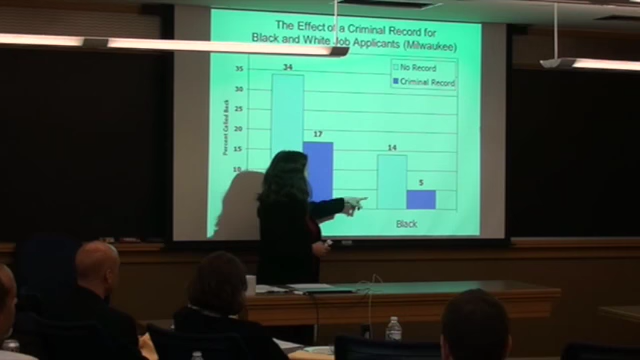 The Effect of a Criminal Record for
Black and White Job Applicants (Milwaukee)
No Record
Criminal Record
Percent Called Back
35
30
25
20
15
10
34
17
14
5
Black